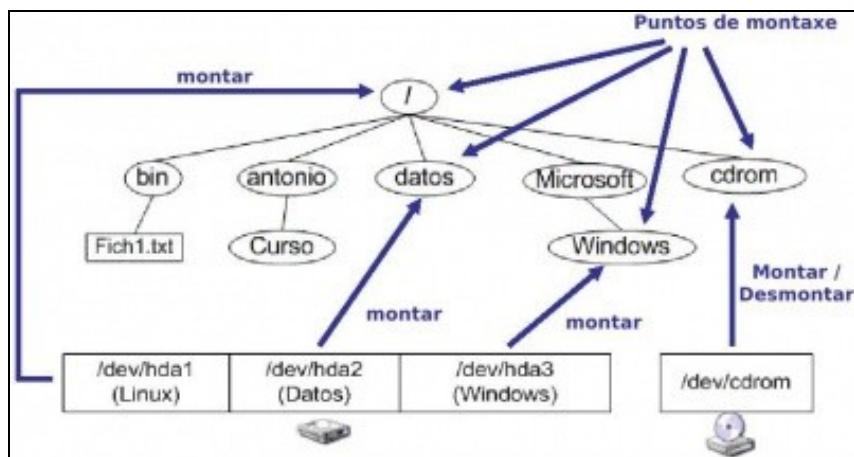 Puntos de montaxe
montar
/
bin
antonio
datos
Microsoft
cdrom
Fich1.txt
Curso
Windows
montar
montar
Montar /
Desmontar
/dev/hda1
(Linux)
/dev/hda2
(Datos)
/dev/hda3
(Windows)
/dev/cdrom